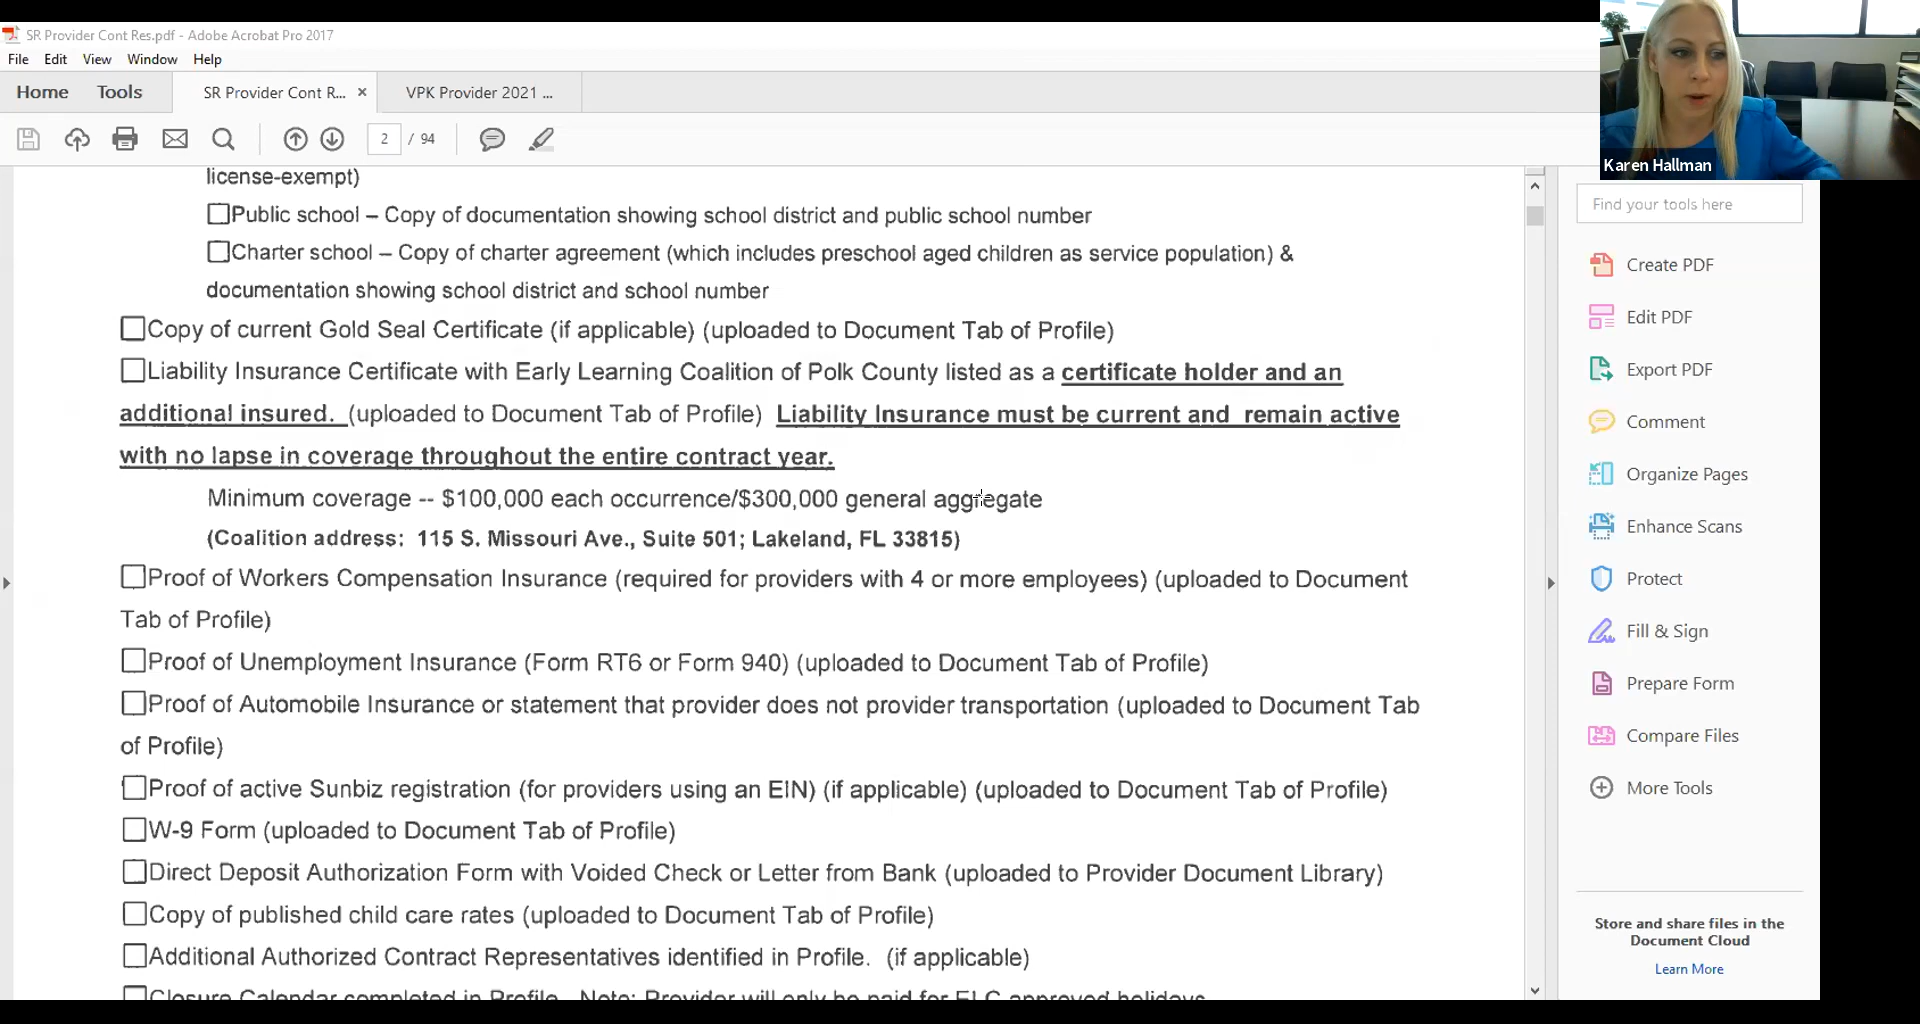 SR Provider Cont Res.pdf - Adobe Acrobat Pro 2017
File Edit View Window Help
Home Tools SR Provider Cont R... × VPK Provider 2021 ...
2 / 94
Karen Hallman
license-exempt)
Public school – Copy of documentation showing school district and public school number
Charter school – Copy of charter agreement (which includes preschool aged children as service population) &
documentation showing school district and school number
Copy of current Gold Seal Certificate (if applicable) (uploaded to Document Tab of Profile)
Liability Insurance Certificate with Early Learning Coalition of Polk County listed as a certificate holder and an
additional insured. (uploaded to Document Tab of Profile) Liability Insurance must be current and remain active
with no lapse in coverage throughout the entire contract year.
Minimum coverage -- $100,000 each occurrence/$300,000 general aggregate
(Coalition address: 115 S. Missouri Ave., Suite 501; Lakeland, FL 33815)
Proof of Workers Compensation Insurance (required for providers with 4 or more employees) (uploaded to Document
Tab of Profile)
Proof of Unemployment Insurance (Form RT6 or Form 940) (uploaded to Document Tab of Profile)
Proof of Automobile Insurance or statement that provider does not provider transportation (uploaded to Document Tab
of Profile)
Proof of active Sunbiz registration (for providers using an EIN) (if applicable) (uploaded to Document Tab of Profile)
W-9 Form (uploaded to Document Tab of Profile)
Direct Deposit Authorization Form with Voided Check or Letter from Bank (uploaded to Provider Document Library)
Copy of published child care rates (uploaded to Document Tab of Profile)
Additional Authorized Contract Representatives identified in Profile. (if applicable)
Closure Calendar completed in Profile. Note: Provider will only be paid for ELC approved holidays
Find your tools here
Create PDF
Edit PDF
Export PDF
Comment
Organize Pages
Enhance Scans
Protect
Fill & Sign
Prepare Form
Compare Files
More Tools
Store and share files in the
Document Cloud
Learn More